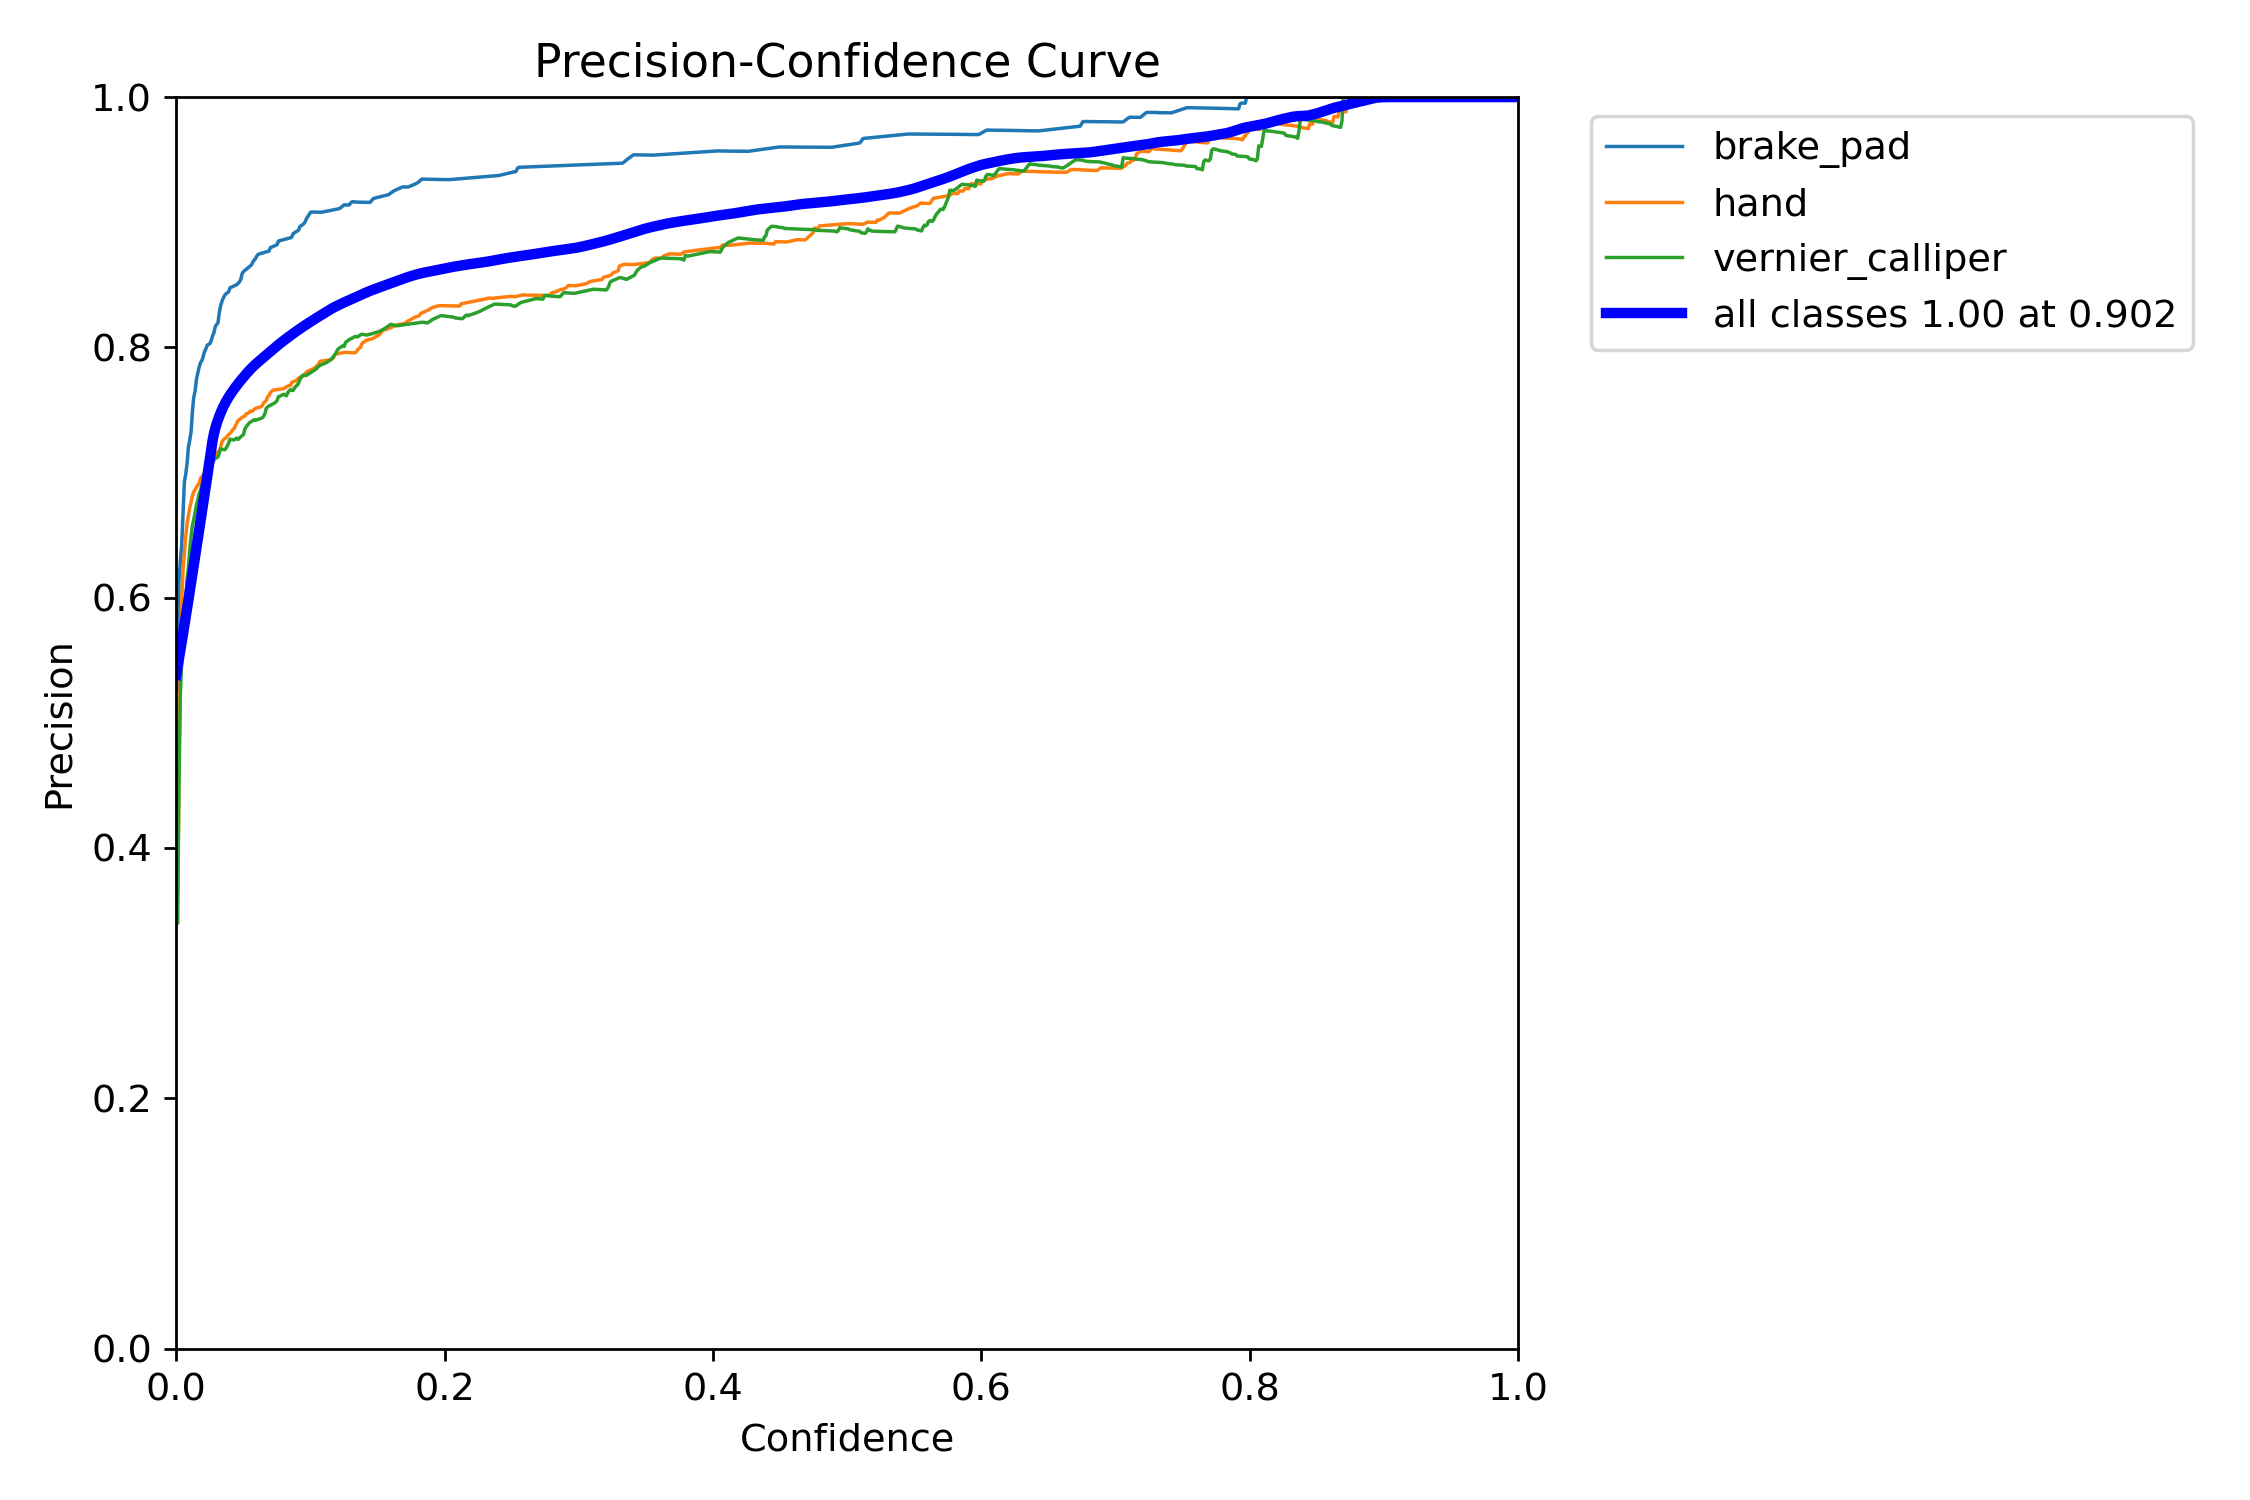 Precision-Confidence Curve
1.0
0.8
0.6
0.4
0.2
0.0
Precision
0.0 0.2 0.4 0.6 0.8 1.0
Confidence
brake_pad
hand
vernier_calliper
all classes 1.00 at 0.902